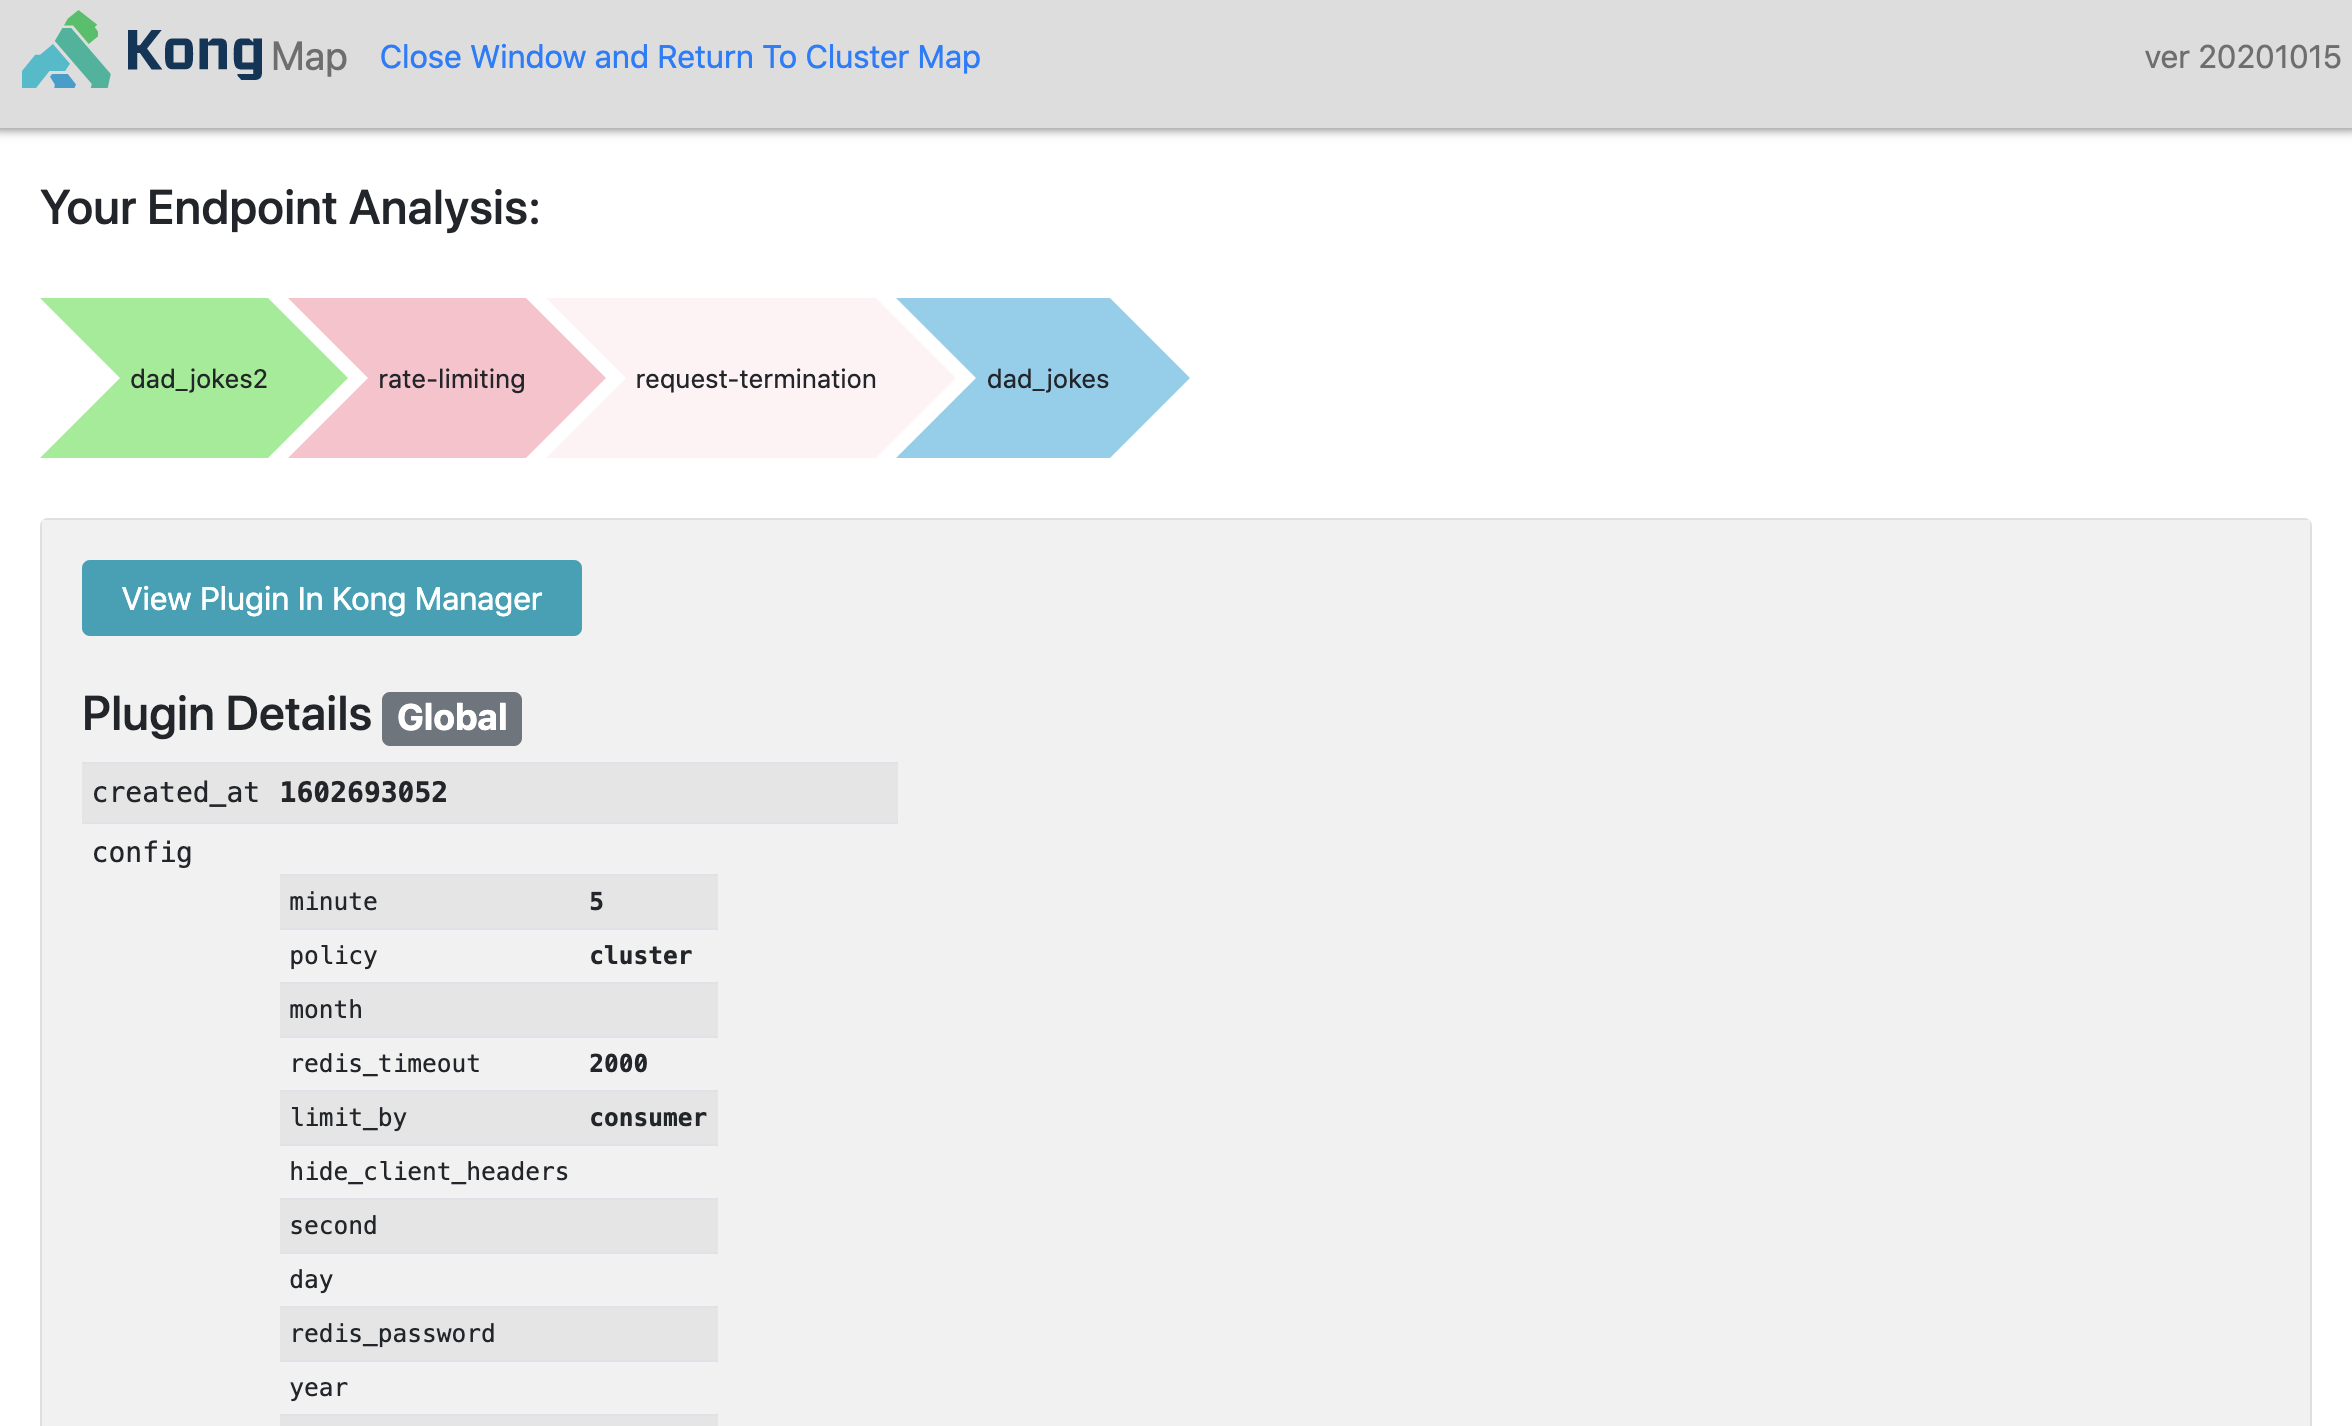 Kong Map Close Window and Return To Cluster Map ver 20201015
Your Endpoint Analysis:
dad_jokes2 rate-limiting request-termination dad_jokes
View Plugin In Kong Manager
Plugin Details Global
created_at 1602693052
config
minute 5
policy cluster
month
redis_timeout 2000
limit_by consumer
hide_client_headers
second
day
redis_password
year